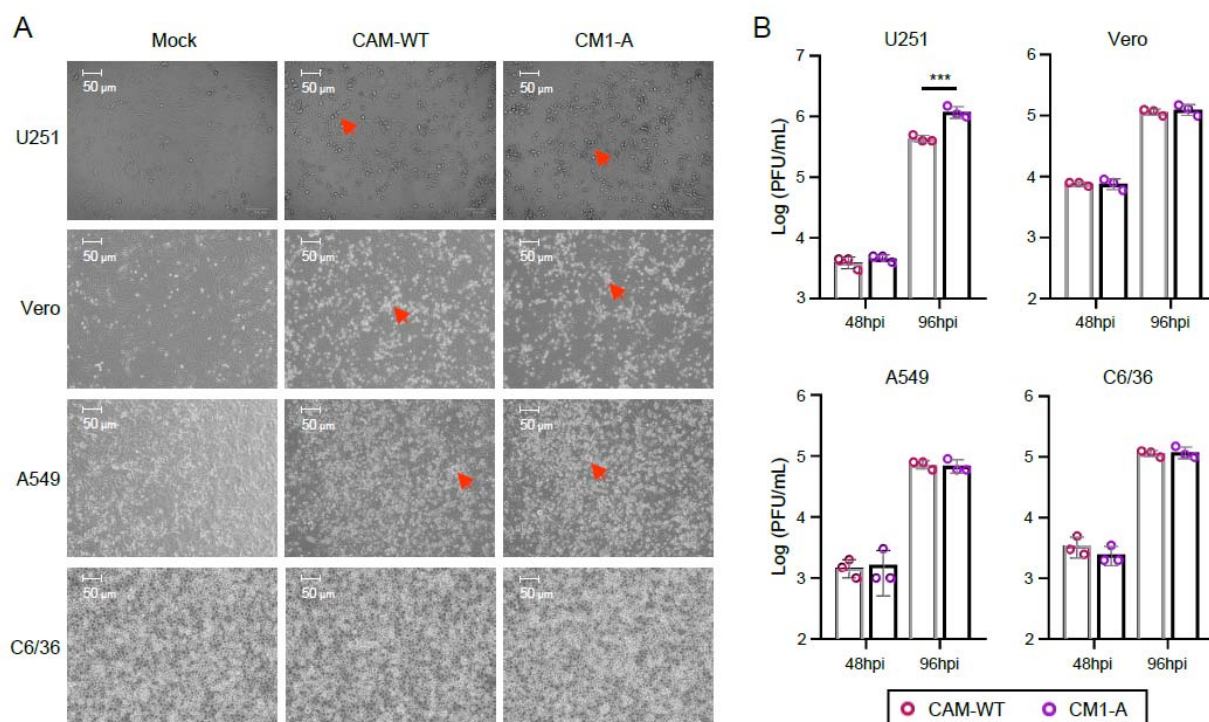 A
Mock
CAM-WT
CM1-A
U251
50 µm
50 µm
50 µm
Vero
50 µm
50 µm
50 µm
A549
50 µm
50 µm
50 µm
C6/36
50 µm
50 µm
50 µm
B
U251
Log (PFU/mL)
7
6
5
4
3
***
48hpi
96hpi
Vero
6
5
4
3
2
48hpi
96hpi
A549
Log (PFU/mL)
6
5
4
3
2
48hpi
96hpi
C6/36
6
5
4
3
2
48hpi
96hpi
CAM-WT
CM1-A